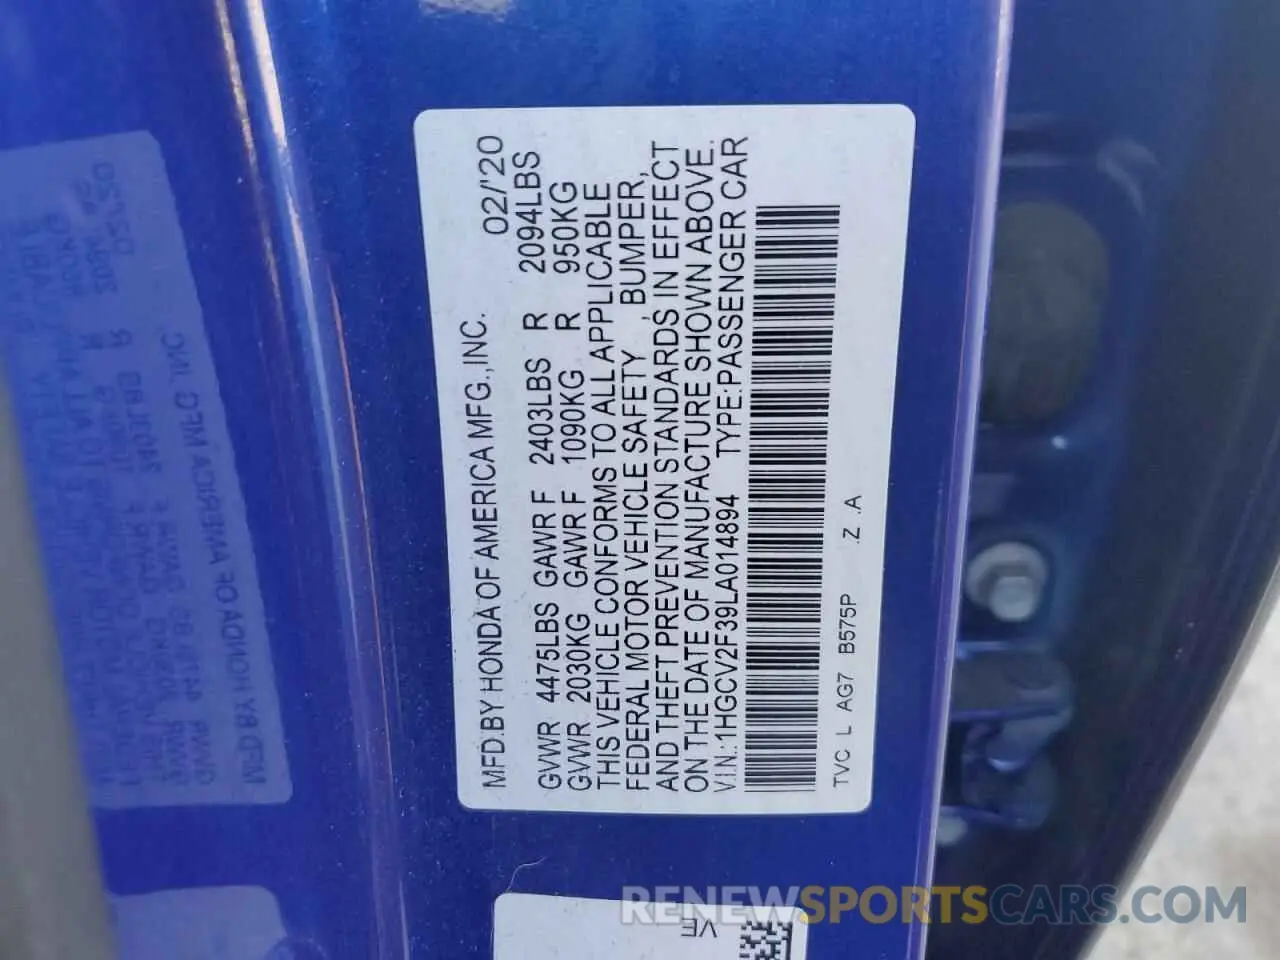 MFD.BY HONDA OF AMERICA MFG.,INC. 02/'20
GVWR 4475LBS GAWR F 2403LBS R 2094LBS
GVWR 2030KG GAWR F 1090KG R 950KG
THIS VEHICLE CONFORMS TO ALL APPLICABLE
FEDERAL MOTOR VEHICLE SAFETY , BUMPER,
AND THEFT PREVENTION STANDARDS IN EFFECT
ON THE DATE OF MANUFACTURE SHOWN ABOVE.
V.I.N.:1HGCV2F39LA014894 TYPE:PASSENGER CAR
TVC L AG7 B575P .Z .A
VE
RENEWSPORTSCARS.COM